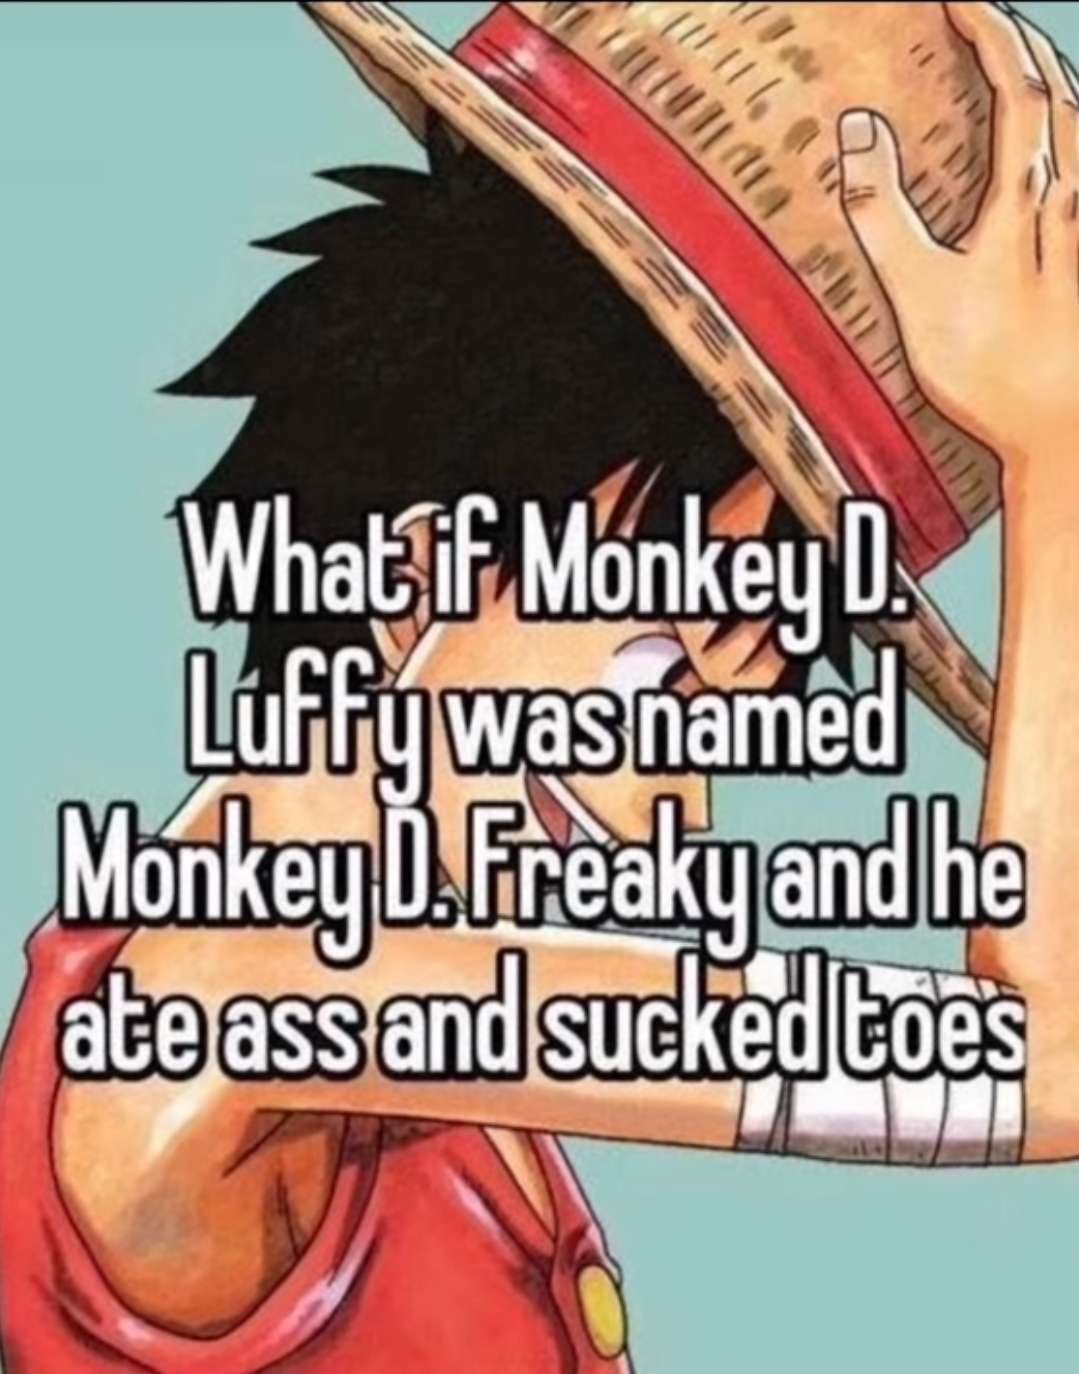 What if Monkey D.
Luffy was named
Monkey D. Freaky and he
ate ass and sucked toes